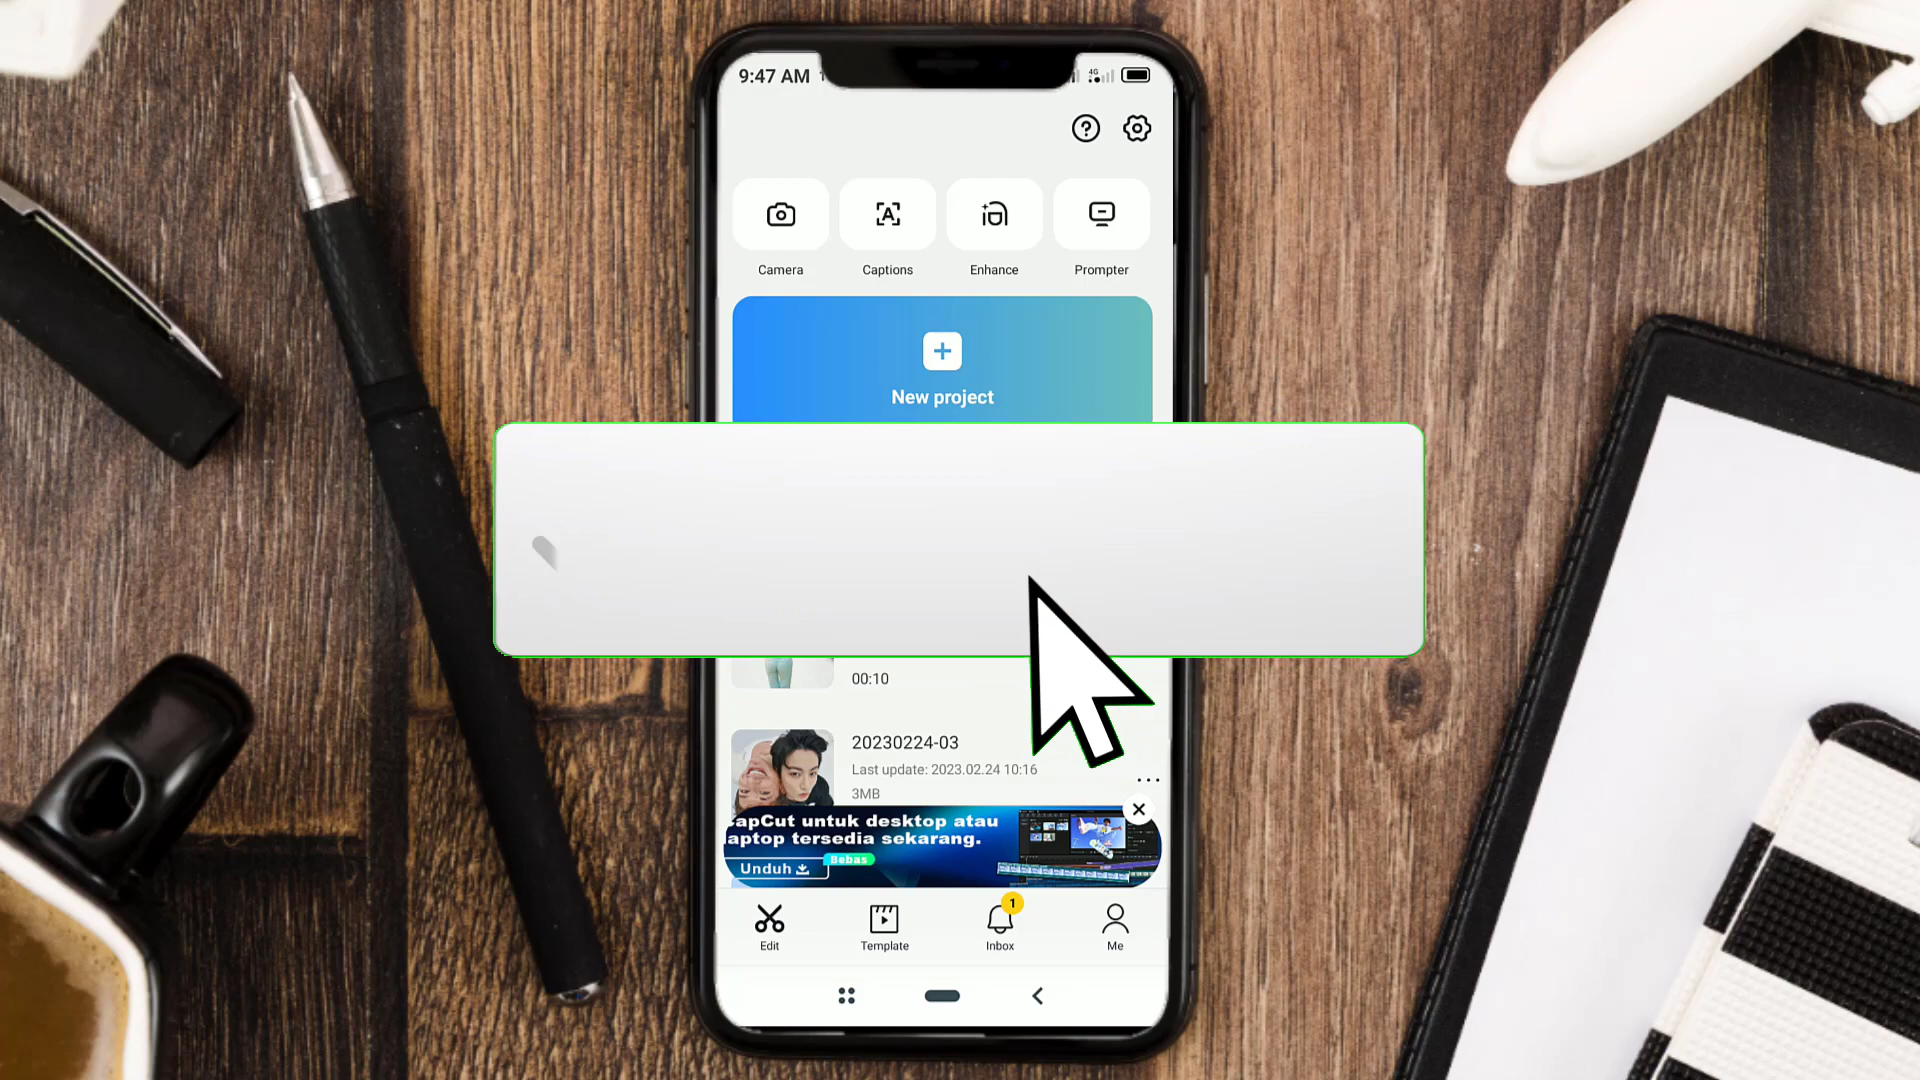 9:47 AM
4G
Camera
Captions
Enhance
Prompter
New project
00:10
20230224-03
Last update: 2023.02.24 10:16
3MB
apCut untuk desktop atau
aptop tersedia sekarang.
Bebas
Unduh
1
Edit
Template
Inbox
Me